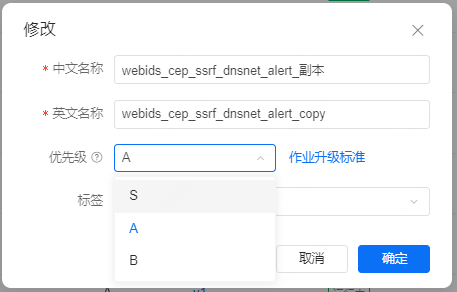 修改
* 中文名称 webids_cep_ssrf_dnsnet_alert_副本
* 英文名称 webids_cep_ssrf_dnsnet_alert_copy
优先级 A 作业升级标准
S
标签
A
B
取消 确定